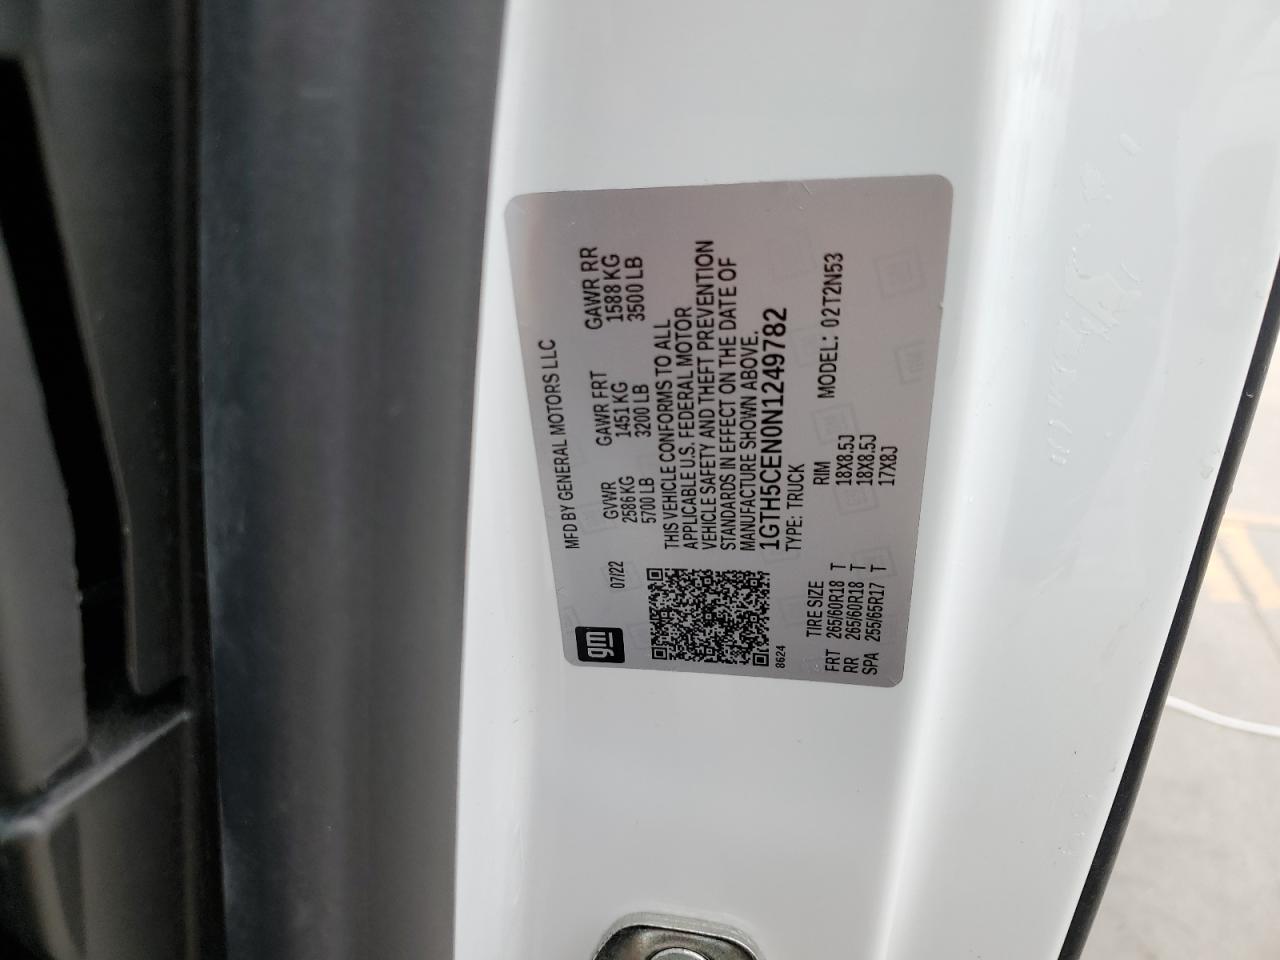 gm
07/22
MFD BY GENERAL MOTORS LLC
GVWR GAWR FRT GAWR RR
2586 KG 1451 KG 1588 KG
5700 LB 3200 LB 3500 LB
THIS VEHICLE CONFORMS TO ALL
APPLICABLE U.S. FEDERAL MOTOR
VEHICLE SAFETY AND THEFT PREVENTION
STANDARDS IN EFFECT ON THE DATE OF
MANUFACTURE SHOWN ABOVE.
1GTH5CEN0N1249782
8624
TYPE: TRUCK
MODEL: 02T2N53
TIRE SIZE RIM
FRT 265/60R18 T 18X8.5J
RR 265/60R18 T 18X8.5J
SPA 255/65R17 T 17X8J